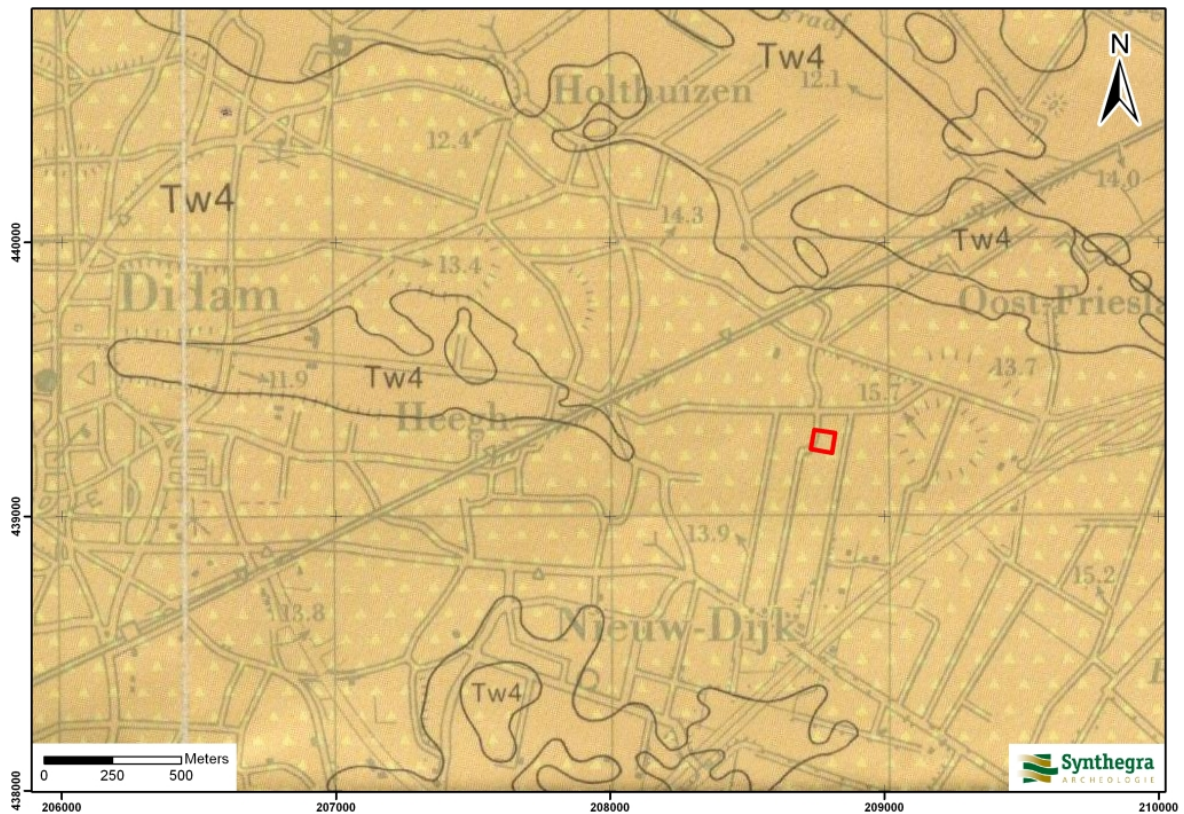 graaf
Tw4
N
Holthuizen
12.1
12.4
Tw4
14.0
14.3
Tw4
440000
13.4
Didam
Oost-Friesla
11.9
Tw4
13.7
15.7
Heegh
439000
13.9
15.2
13.8
Nieuw-Dijk
Tw4
Meters
0 250 500
Synthegra
ARCHEOLOGIE
438000
206000 207000 208000 209000 210000